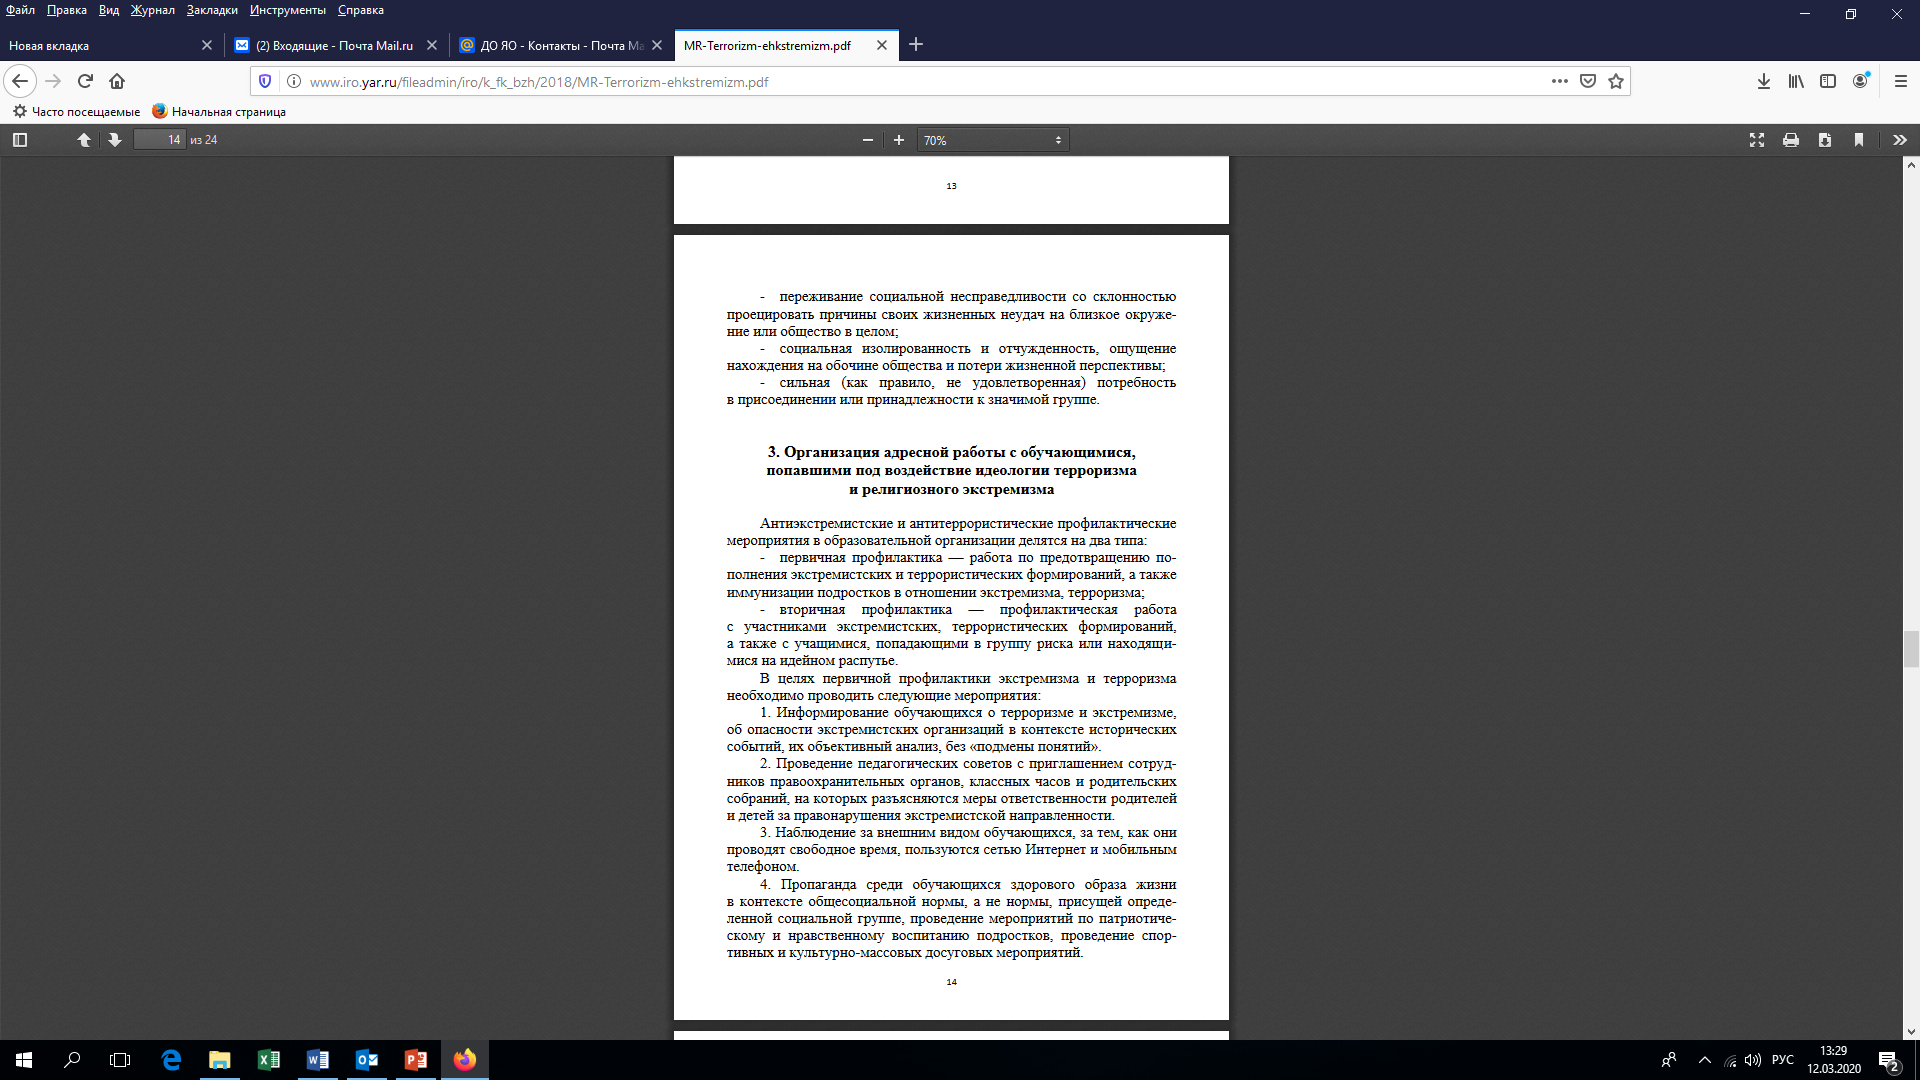 Файл Правка Вид Журнал Закладки Инструменты Справка
Новая вкладка
(2) Входящие - Почта Mail.ru
ДО ЯО - Контакты - Почта Ma
MR-Terrorizm-ehkstremizm.pdf
www.iro.yar.ru/fileadmin/iro/k_fk_bzh/2018/MR-Terrorizm-ehkstremizm.pdf
Часто посещаемые Начальная страница
14 из 24
70%
13
- переживание социальной несправедливости со склонностью
проецировать причины своих жизненных неудач на близкое окруже-
ние или общество в целом;
- социальная изолированность и отчужденность, ощущение
нахождения на обочине общества и потери жизненной перспективы;
- сильная (как правило, не удовлетворенная) потребность
в присоединении или принадлежности к значимой группе.
3. Организация адресной работы с обучающимися,
попавшими под воздействие идеологии терроризма
и религиозного экстремизма
Антиэкстремистские и антитеррористические профилактические
мероприятия в образовательной организации делятся на два типа:
- первичная профилактика — работа по предотвращению по-
полнения экстремистских и террористических формирований, а также
иммунизации подростков в отношении экстремизма, терроризма;
- вторичная профилактика — профилактическая работа
с участниками экстремистских, террористических формирований,
а также с учащимися, попадающими в группу риска или находящи-
мися на идейном распутье.
В целях первичной профилактики экстремизма и терроризма
необходимо проводить следующие мероприятия:
1. Информирование обучающихся о терроризме и экстремизме,
об опасности экстремистских организаций в контексте исторических
событий, их объективный анализ, без «подмены понятий».
2. Проведение педагогических советов с приглашением сотруд-
ников правоохранительных органов, классных часов и родительских
собраний, на которых разъясняются меры ответственности родителей
и детей за правонарушения экстремистской направленности.
3. Наблюдение за внешним видом обучающихся, за тем, как они
проводят свободное время, пользуются сетью Интернет и мобильным
телефоном.
4. Пропаганда среди обучающихся здорового образа жизни
в контексте общесоциальной нормы, а не нормы, присущей опреде-
ленной социальной группе, проведение мероприятий по патриотиче-
скому и нравственному воспитанию подростков, проведение спор-
тивных и культурно-массовых досуговых мероприятий.
14
РУС
13:29
12.03.2020
2